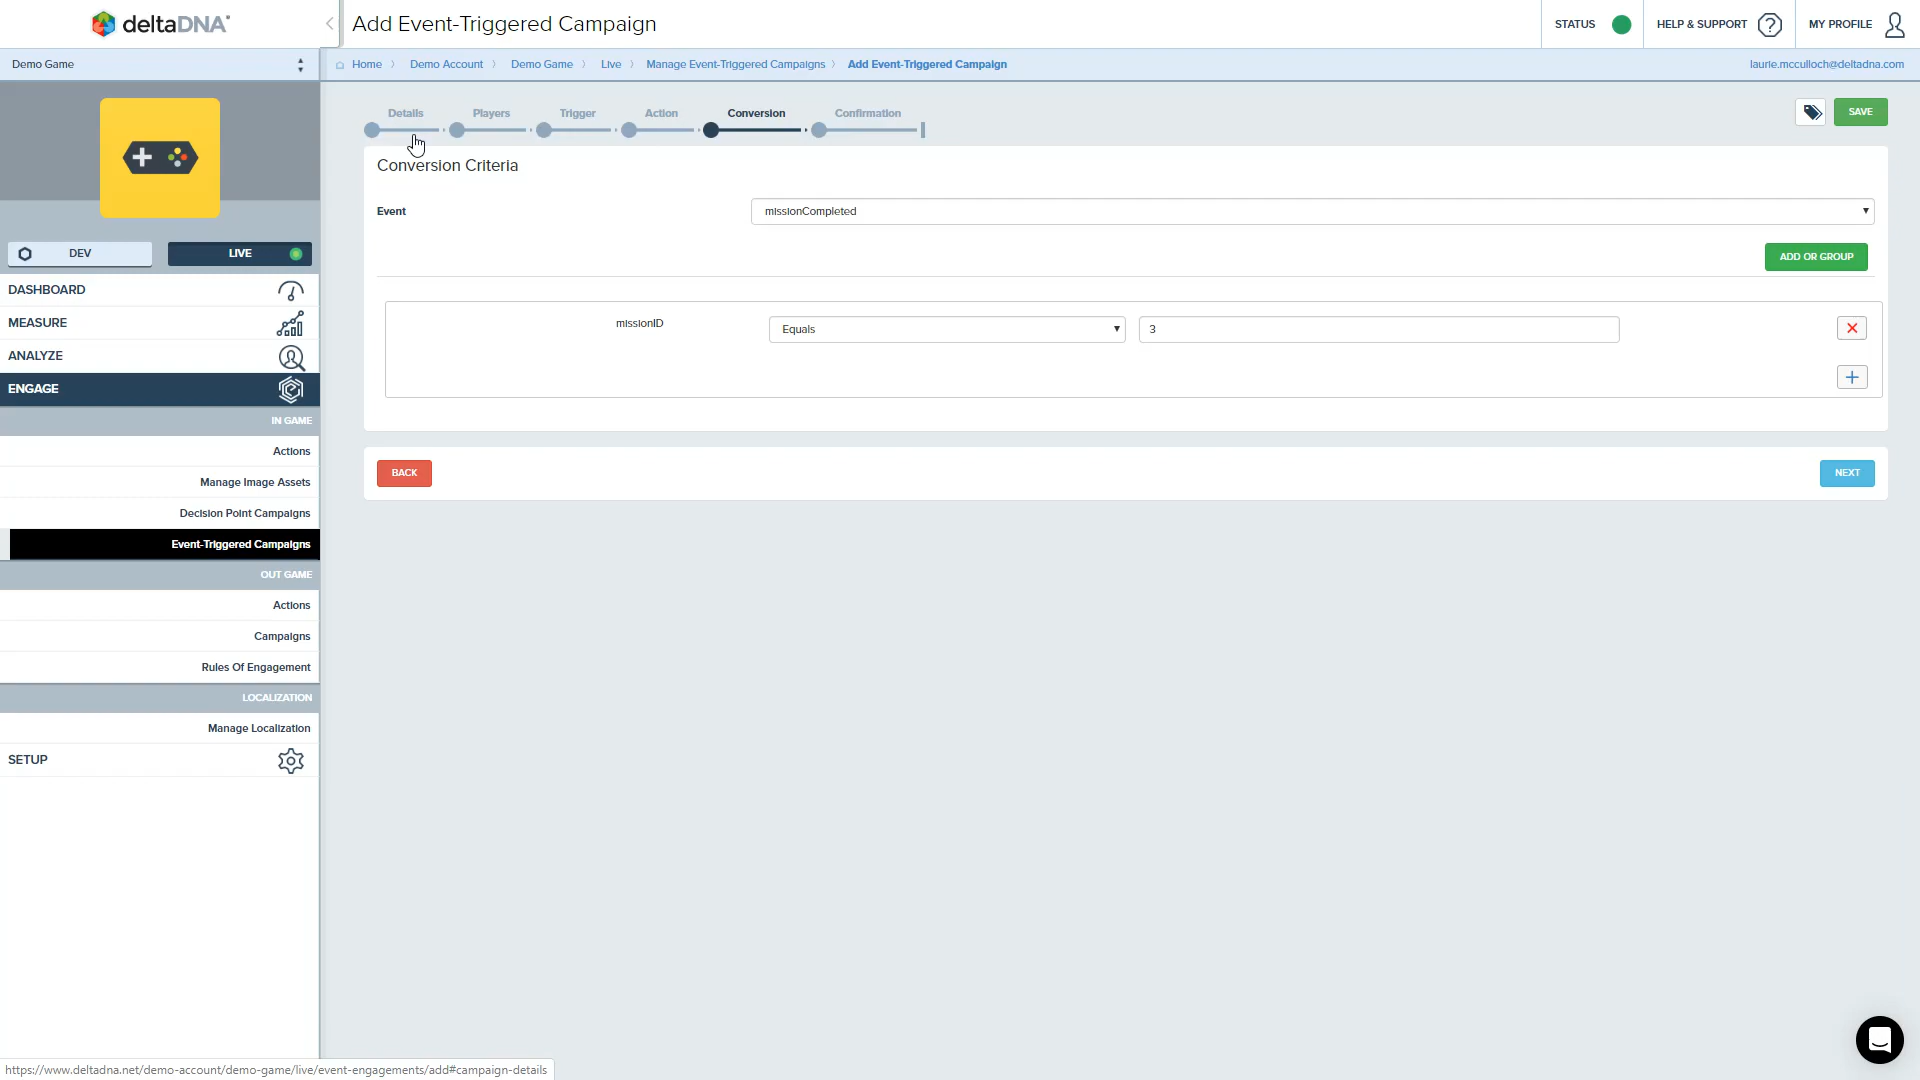 deltaDNA
Add Event-Triggered Campaign
STATUS
HELP & SUPPORT
MY PROFILE
Demo Game
Home
Demo Account
Demo Game
Live
Manage Event-Triggered Campaigns
Add Event-Triggered Campaign
laurie.mcculloch@deltadna.com
Details
Players
Trigger
Action
Conversion
Confirmation
SAVE
Conversion Criteria
Event
missionCompleted
ADD OR GROUP
missionID
Equals
3
BACK
NEXT
DEV
LIVE
DASHBOARD
MEASURE
ANALYZE
ENGAGE
IN GAME
Actions
Manage Image Assets
Decision Point Campaigns
Event-Triggered Campaigns
OUT GAME
Actions
Campaigns
Rules Of Engagement
LOCALIZATION
Manage Localization
SETUP
https://www.deltadna.net/demo-account/demo-game/live/event-engagements/add#campaign-details